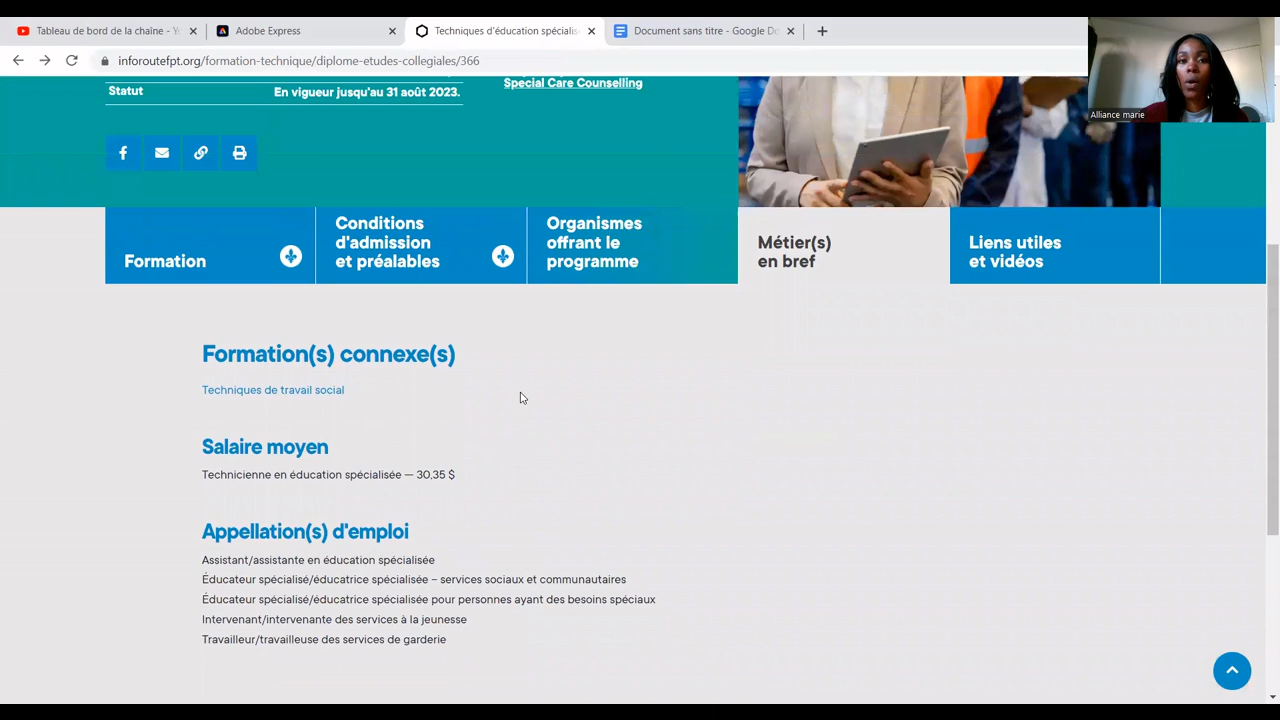 Tableau de bord de la chaîne - Y
Adobe Express
Techniques d'éducation spécialis
Document sans titre - Google Do
inforoutefpt.org/formation-technique/diplome-etudes-collegiales/366
Alliance marie
Statut
En vigueur jusqu'au 31 août 2023.
Special Care Counselling
Formation
Conditions
d'admission
et préalables
Organismes
offrant le
programme
Métier(s)
en bref
Liens utiles
et vidéos
Formation(s) connexe(s)
Techniques de travail social
Salaire moyen
Technicienne en éducation spécialisée — 30,35 $
Appellation(s) d'emploi
Assistant/assistante en éducation spécialisée
Éducateur spécialisé/éducatrice spécialisée – services sociaux et communautaires
Éducateur spécialisé/éducatrice spécialisée pour personnes ayant des besoins spéciaux
Intervenant/intervenante des services à la jeunesse
Travailleur/travailleuse des services de garderie